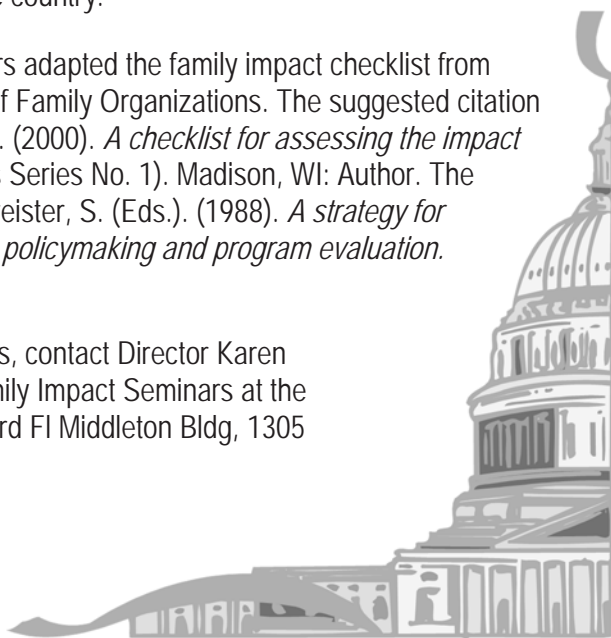 country.
rs adapted the family impact checklist from
f Family Organizations. The suggested citation
. (2000). A checklist for assessing the impact
Series No. 1). Madison, WI: Author. The
eister, S. (Eds.). (1988). A strategy for
policymaking and program evaluation.
s, contact Director Karen
ily Impact Seminars at the
rd Fl Middleton Bldg, 1305